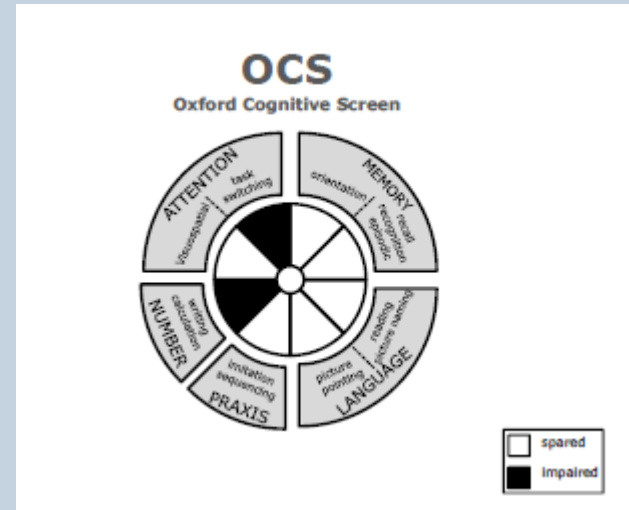 OCS
Oxford Cognitive Screen
ATTENTION
Visuospatial
task
switching
MEMORY
orientation
recall
recognition
episodic
NUMBER
writing
calculation
PRAXIS
imitation
sequencing
LANGUAGE
picture
pointing
reading
picture naming
spared
impaired